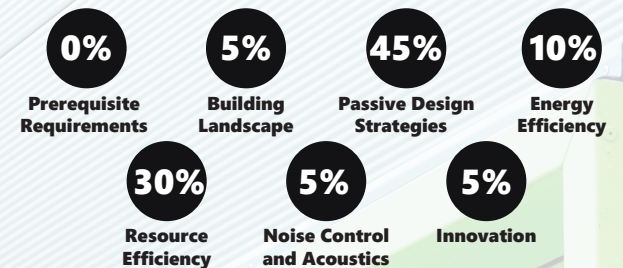 0%
5%
45%
10%
Prerequisite
Requirements
Building
Landscape
Passive Design
Strategies
Energy
Efficiency
30%
5%
5%
Resource
Efficiency
Noise Control
and Acoustics
Innovation